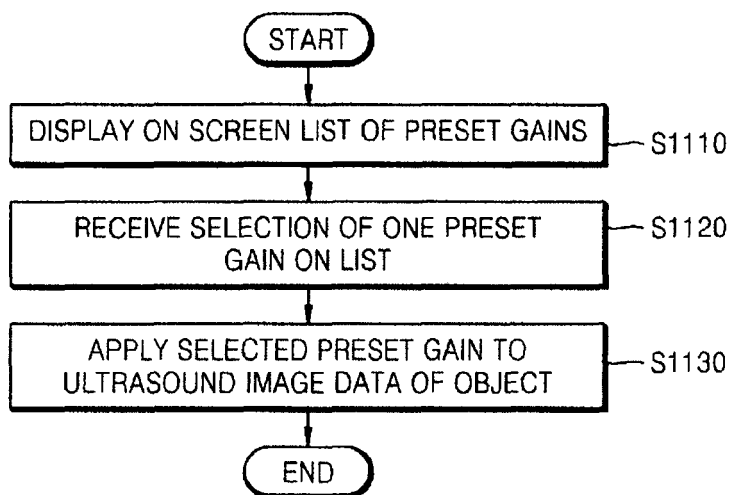 START
DISPLAY ON SCREEN LIST OF PRESET GAINS
S1110
RECEIVE SELECTION OF ONE PRESET
GAIN ON LIST
S1120
APPLY SELECTED PRESET GAIN TO
ULTRASOUND IMAGE DATA OF OBJECT
S1130
END